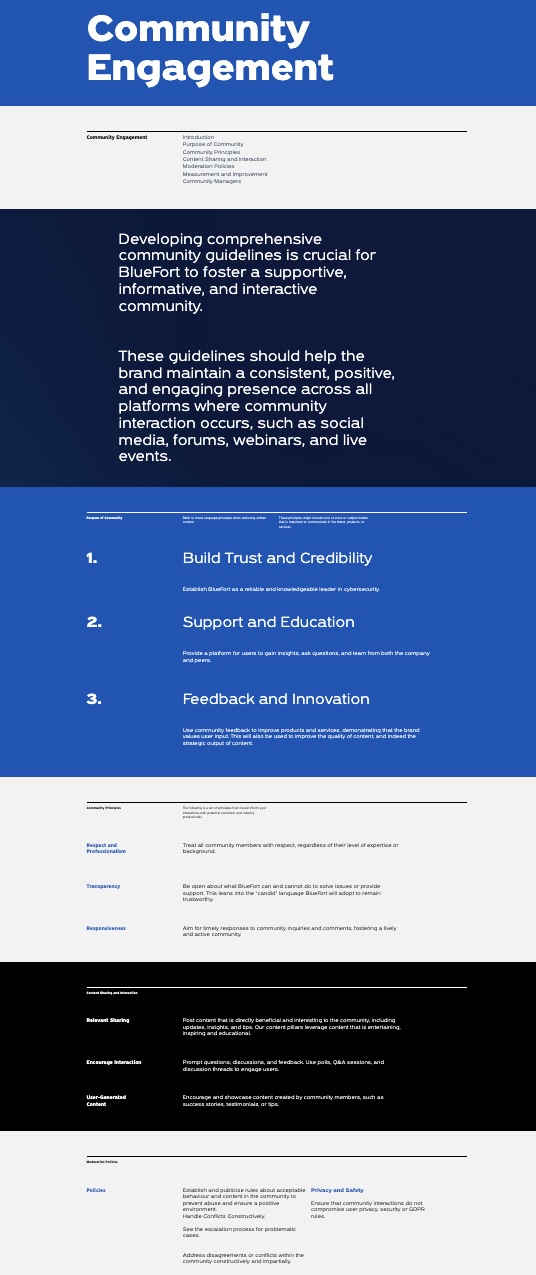 Community
Engagement
Community Engagement
Introduction
Purpose of Community
Community Principles
Content Sharing and Interaction
Moderation Policies
Measurement and Improvement
Community Managers
Developing comprehensive
community guidelines is crucial for
BlueFort to foster a supportive,
informative, and interactive
community.
These guidelines should help the
brand maintain a consistent, positive,
and engaging presence across all
platforms where community
interaction occurs, such as social
media, forums, webinars, and live
events.
Purpose of Community
Refer to these language principles when authoring written
content.
These principles might include tone of voice or subject matter
that is important to communicate in the brand, products, or
services.
1.
Build Trust and Credibility
Establish BlueFort as a reliable and knowledgeable leader in cybersecurity.
2.
Support and Education
Provide a platform for users to gain insights, ask questions, and learn from both the company
and peers.
3.
Feedback and Innovation
Use community feedback to improve products and services, demonstrating that the brand
values user input. This will also be used to improve the quality of content, and indeed the
strategic output of content.
Community Principles
The following is a set of principles that should inform your
interactions with potential customers and industry
professionals.
Respect and
Professionalism
Treat all community members with respect, regardless of their level of expertise or
background.
Transparency
Be open about what BlueFort can and cannot do to solve issues or provide
support. This leans into the ‘candid’ language BlueFort will adopt to remain
trustworthy.
Responsiveness
Aim for timely responses to community inquiries and comments, fostering a lively
and active community.
Content Sharing and Interaction
Relevant Sharing
Post content that is directly beneficial and interesting to the community, including
updates, insights, and tips. Our content pillars leverage content that is entertaining,
inspiring and educational.
Encourage Interaction
Prompt questions, discussions, and feedback. Use polls, Q&A sessions, and
discussion threads to engage users.
User-Generated
Content
Encourage and showcase content created by community members, such as
success stories, testimonials, or tips.
Moderation Policies
Policies
Establish and publicise rules about acceptable
behaviour and content in the community to
prevent abuse and ensure a positive
environment.
Handle Conflicts Constructively.
See the escalation process for problematic
cases.
Address disagreements or conflicts within the
community constructively and impartially.
Privacy and Safety
Ensure that community interactions do not
compromise user privacy, security or GDPR
rules.